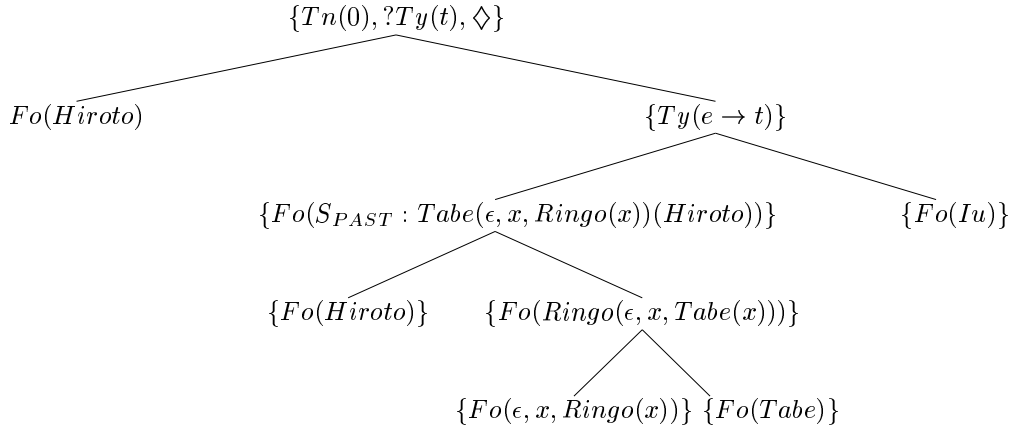 {Tn(0), ?Ty(t), ◇}
Fo(Hiroto) {Ty(e → t)}
{Fo(S_PAST : Tabe(ϵ, x, Ringo(x))(Hiroto))} {Fo(Iu)}
{Fo(Hiroto)} {Fo(Ringo(ϵ, x, Tabe(x)))}
{Fo(ϵ, x, Ringo(x))} {Fo(Tabe)}